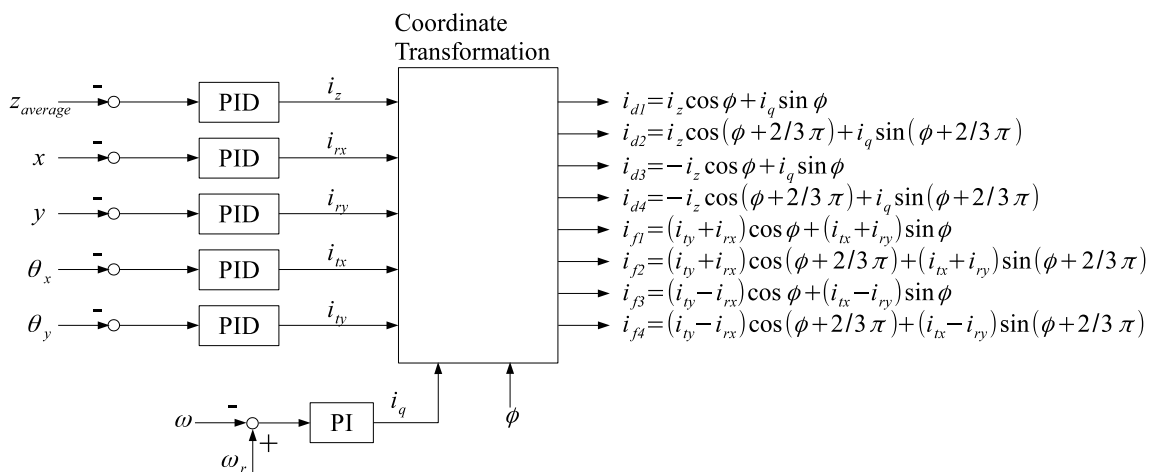 Coordinate
Transformation
z_average - PID i_z
x - PID i_rx
y - PID i_ry
θ_x - PID i_tx
θ_y - PID i_ty
i_d1=i_z cos ϕ+i_q sin ϕ
i_d2=i_z cos(ϕ+2/3 π)+i_q sin(ϕ+2/3 π)
i_d3=−i_z cos ϕ+i_q sin ϕ
i_d4=−i_z cos(ϕ+2/3 π)+i_q sin(ϕ+2/3 π)
i_f1=(i_ty+i_rx)cos ϕ+(i_tx+i_ry)sin ϕ
i_f2=(i_ty+i_rx)cos(ϕ+2/3 π)+(i_tx+i_ry)sin(ϕ+2/3 π)
i_f3=(i_ty−i_rx)cos ϕ+(i_tx−i_ry)sin ϕ
i_f4=(i_ty−i_rx)cos(ϕ+2/3 π)+(i_tx−i_ry)sin(ϕ+2/3 π)
ω - PI i_q ϕ
+
ω_r